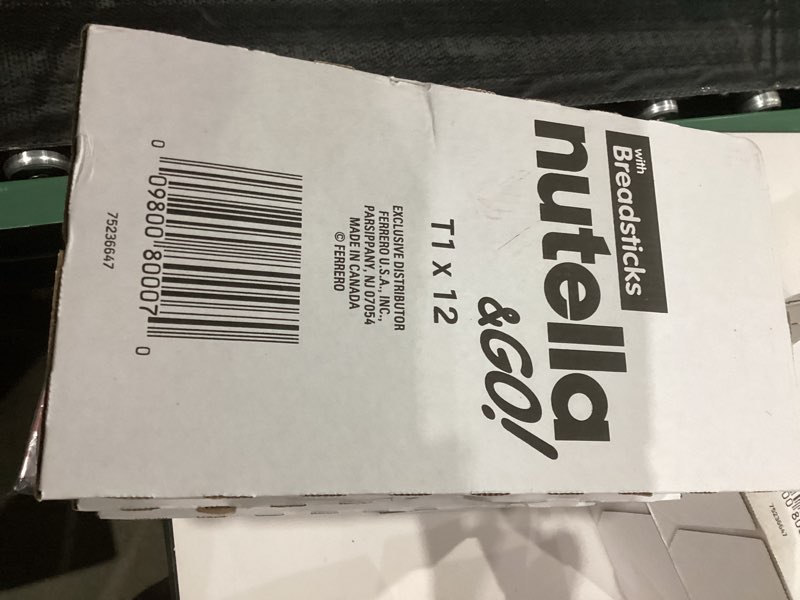 with
Breadsticks
nutella
&GO!
T1 x 12
EXCLUSIVE DISTRIBUTOR
FERRERO U.S.A., INC.,
PARSIPPANY, NJ 07054
MADE IN CANADA
© FERRERO
0 09800 80007 0
75236647
75236647